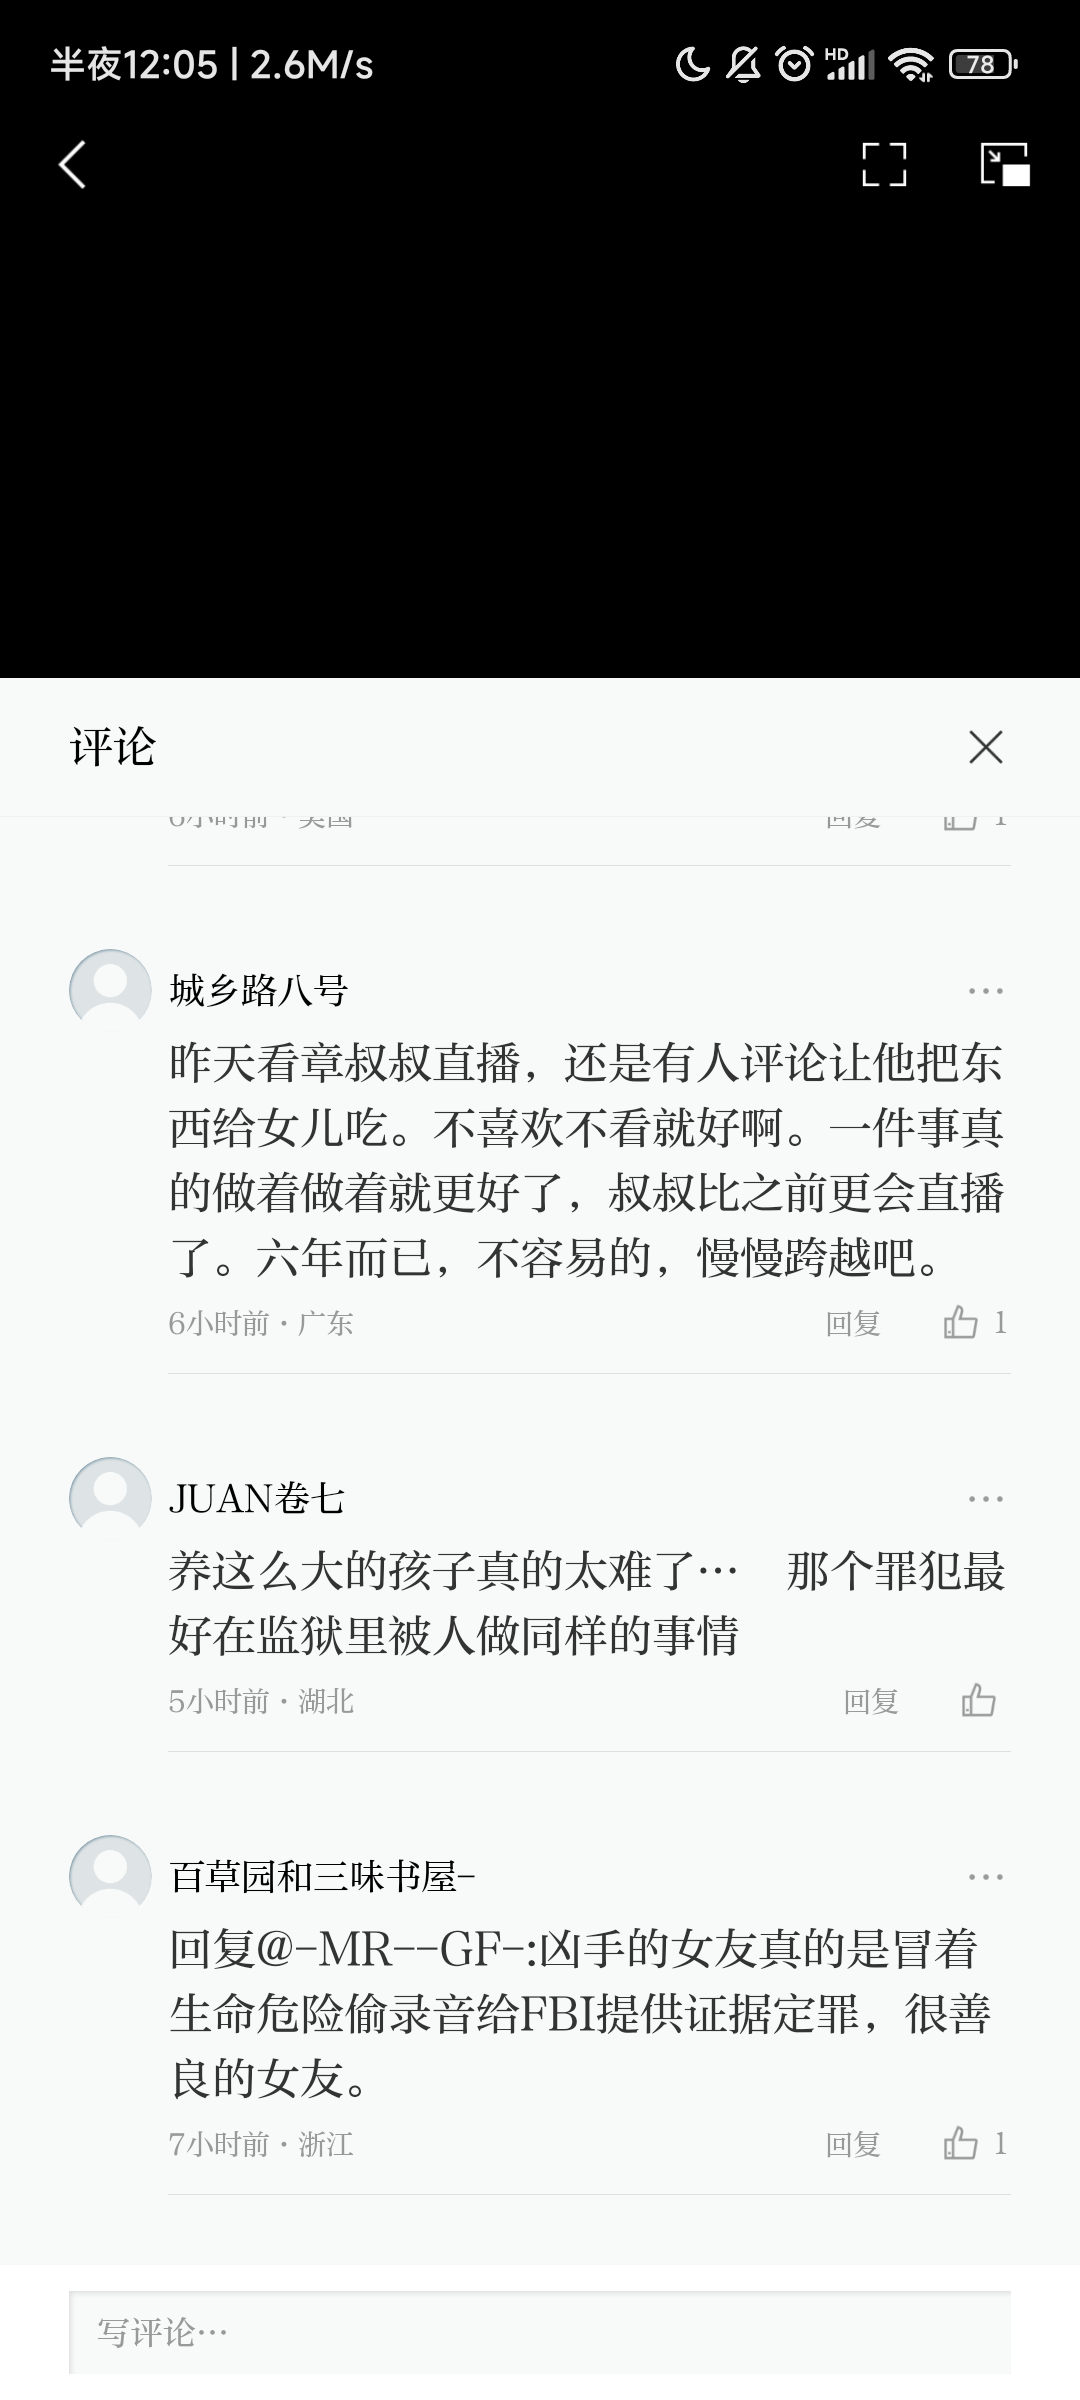 半夜12:05 | 2.6M/s
HD
78
评论
6小时前 · 美国 回复 1
城乡路八号
昨天看章叔叔直播，还是有人评论让他把东
西给女儿吃。不喜欢不看就好啊。一件事真
的做着做着就更好了，叔叔比之前更会直播
了。六年而已，不容易的，慢慢跨越吧。
6小时前 · 广东 回复 1
JUAN卷七
养这么大的孩子真的太难了… 那个罪犯最
好在监狱里被人做同样的事情
5小时前 · 湖北 回复
百草园和三味书屋-
回复@-MR--GF-:凶手的女友真的是冒着
生命危险偷录音给FBI提供证据定罪，很善
良的女友。
7小时前 · 浙江 回复 1
写评论…